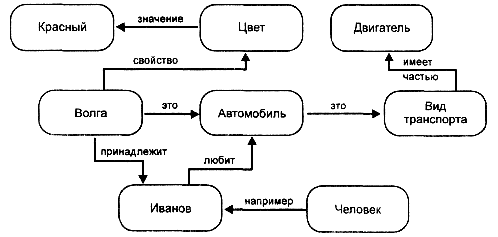 Красный
значение
Цвет
Двигатель
свойство
имеет
частью
Волга
это
Автомобиль
это
Вид
транспорта
принадлежит
любит
Иванов
например
Человек